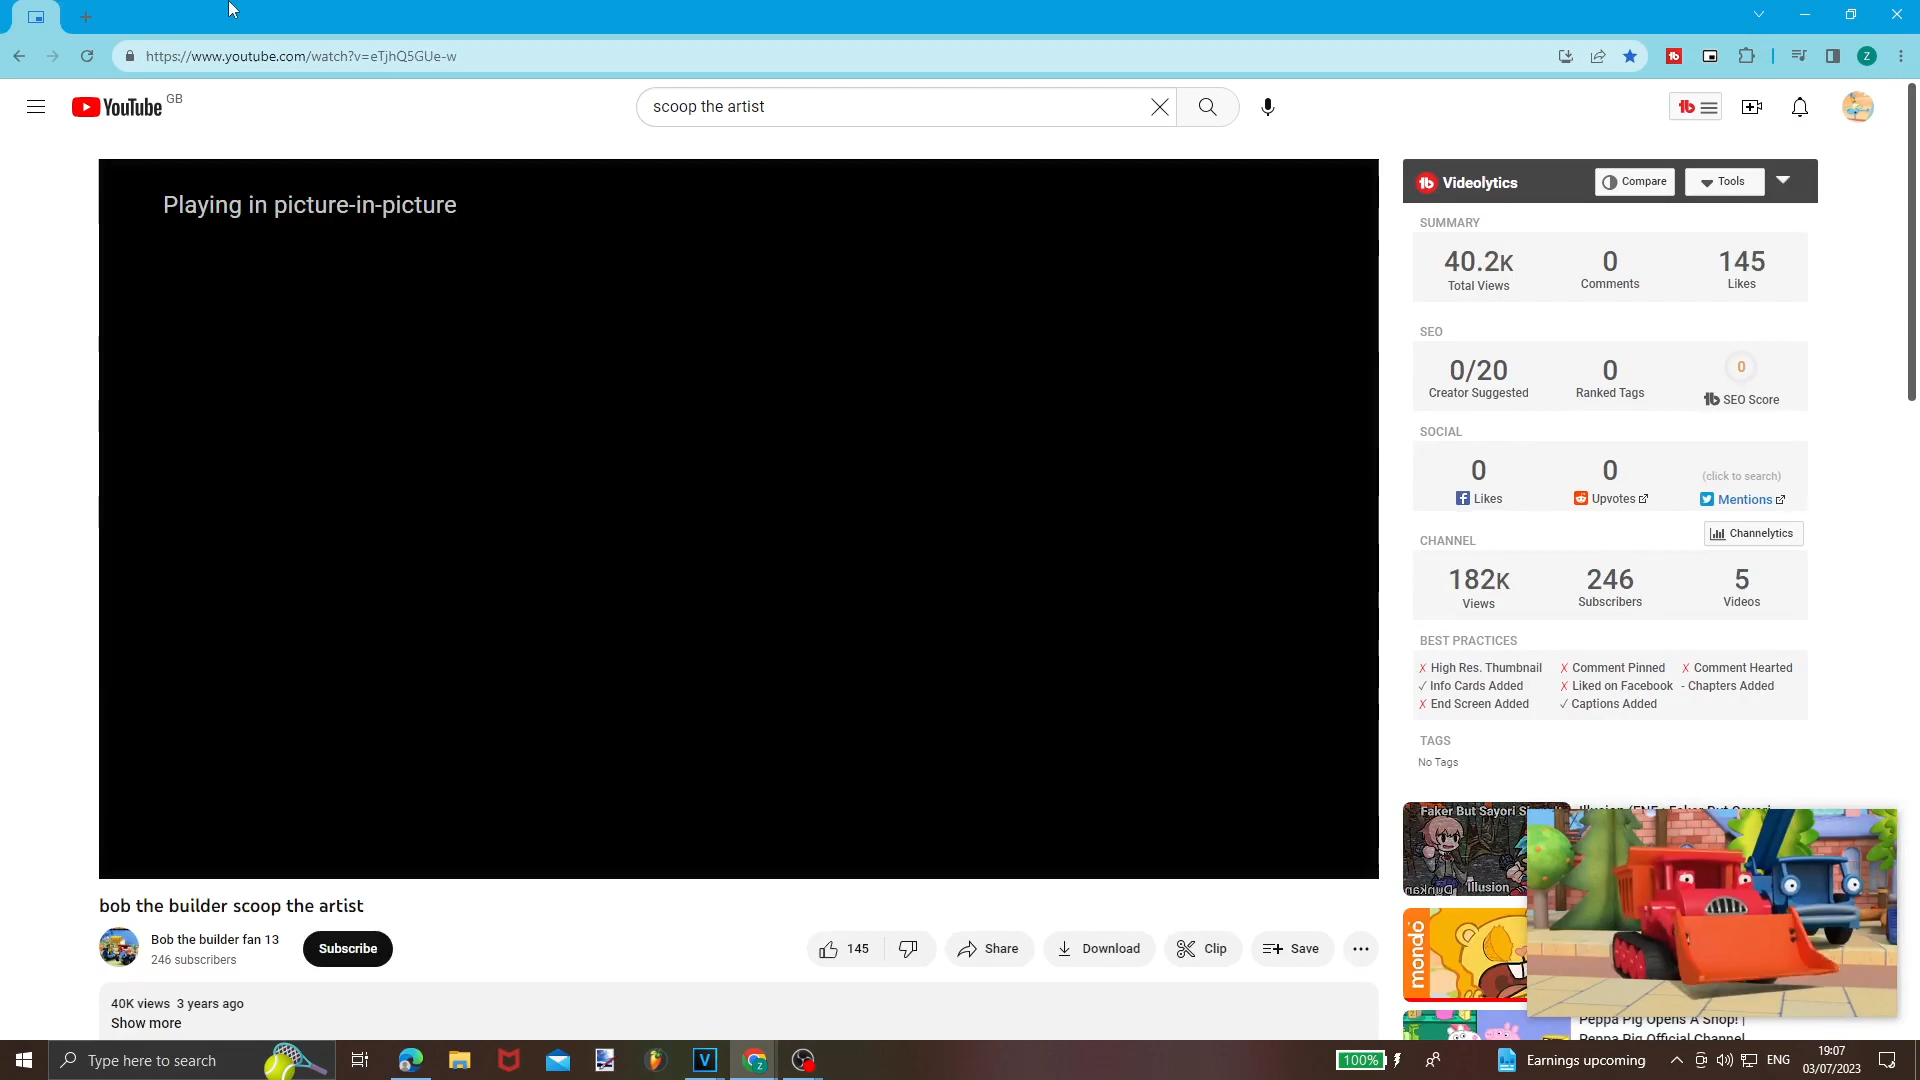 https://www.youtube.com/watch?v=eTjhQ5GUe-w
Z
YouTube GB
scoop the artist
Playing in picture-in-picture
Videolytics
Compare
Tools
SUMMARY
40.2K 0 145
Total Views Comments Likes
SEO
0/20 0 0
Creator Suggested Ranked Tags SEO Score
SOCIAL
0 0 (click to search)
Likes Upvotes Mentions
CHANNEL
Channelytics
182K 246 5
Views Subscribers Videos
BEST PRACTICES
X High Res. Thumbnail X Comment Pinned X Comment Hearted
✓ Info Cards Added X Liked on Facebook - Chapters Added
X End Screen Added ✓ Captions Added
TAGS
No Tags
Faker But Sayori
Illusion
mondo
Peppa Pig Opens A Shop! |
Peppa Pig Official Channel
bob the builder scoop the artist
Bob the builder fan 13
246 subscribers
Subscribe
145
Share
Download
Clip
Save
40K views 3 years ago
Show more
Type here to search
100%
Earnings upcoming
ENG
19:07
03/07/2023